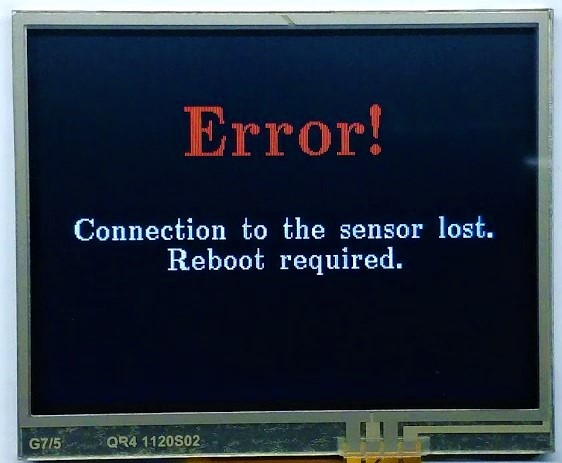 Error!
Connection to the sensor lost.
Reboot required.
G7/5 QR4 1120S02